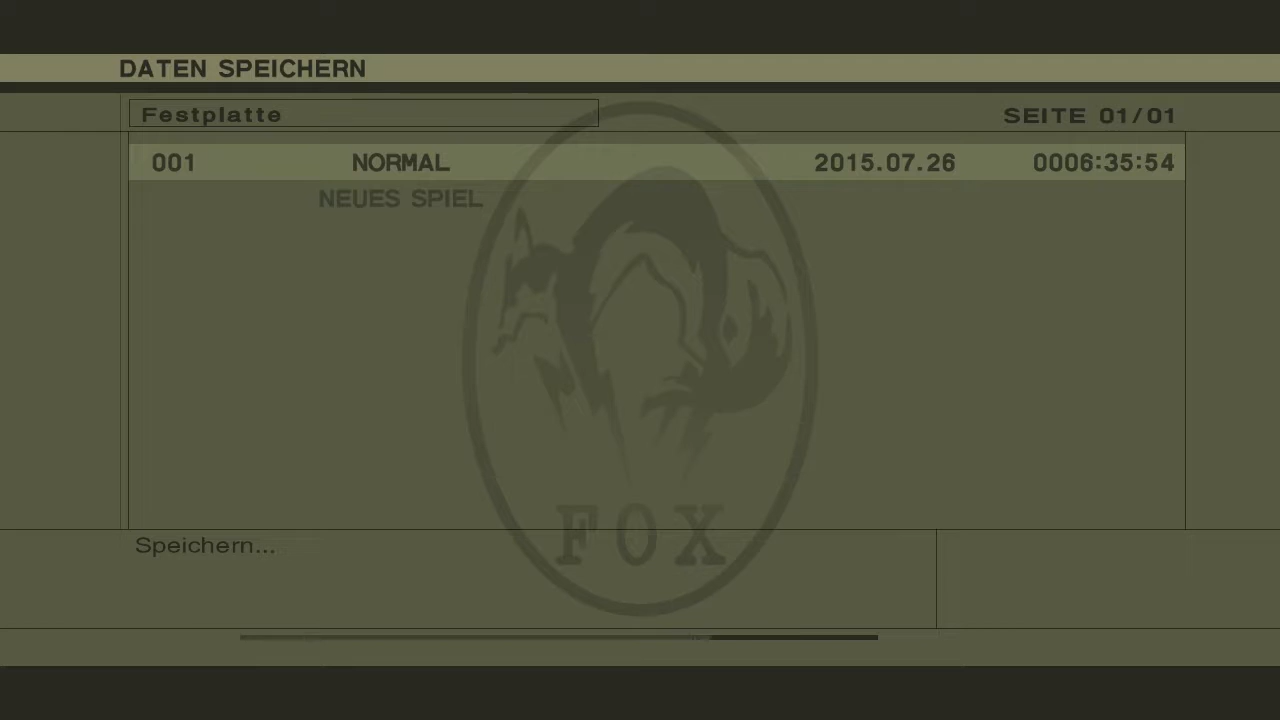 DATEN SPEICHERN
Festplatte SEITE 01/01
001 NORMAL 2015.07.26 0006:35:54
NEUES SPIEL
FOX
Speichern...